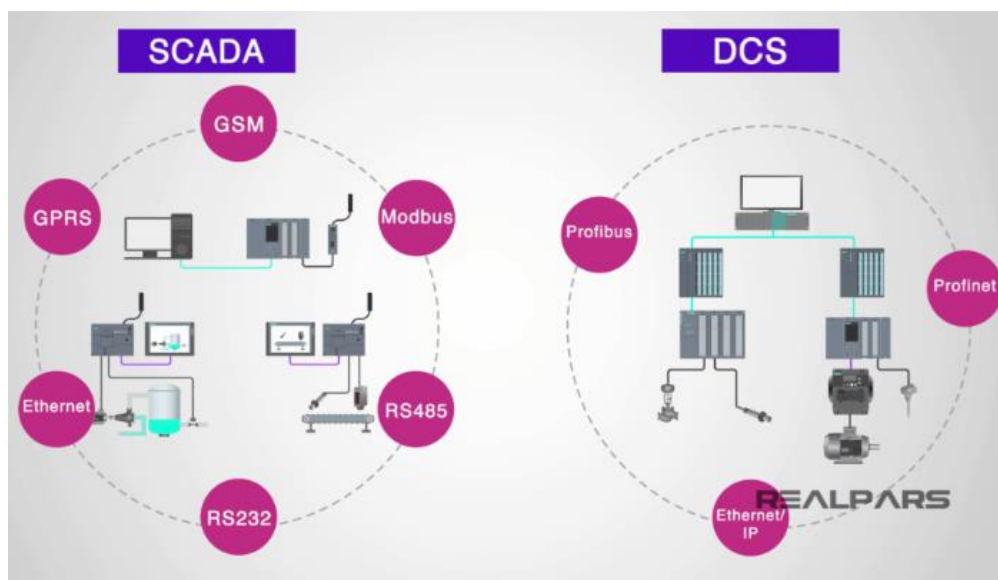 SCADA
DCS
GSM
GPRS
Modbus
Profibus
Profinet
Ethernet
RS485
RS232
REALPARS
Ethernet/
IP